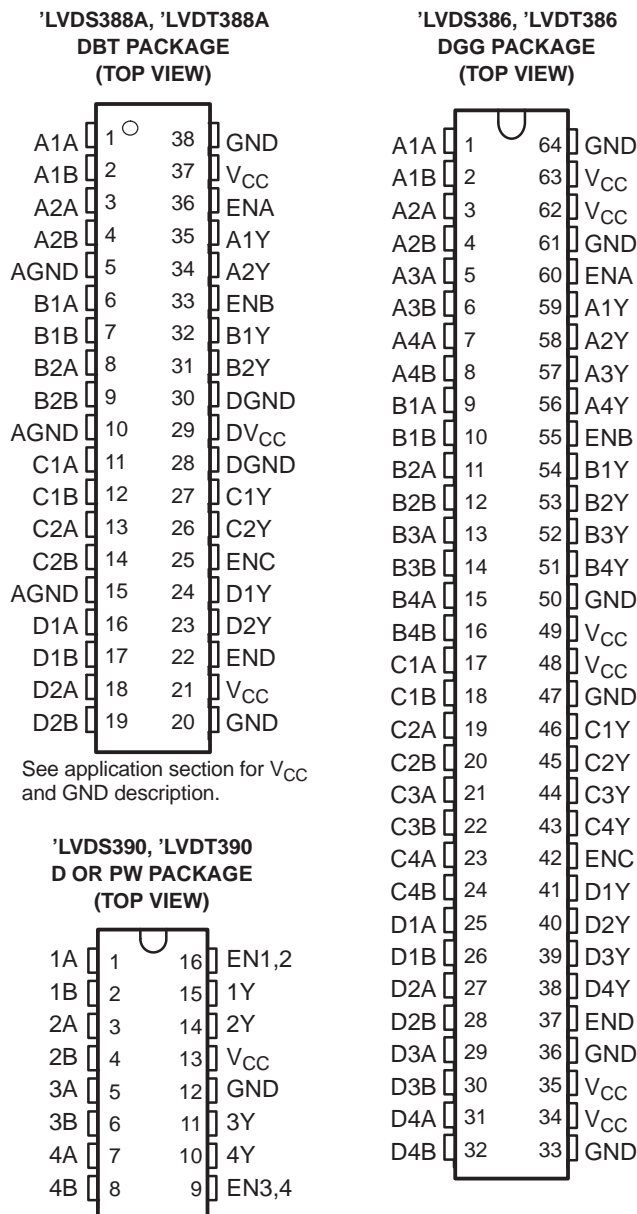 'LVDS388A, 'LVDT388A
DBT PACKAGE
(TOP VIEW)
A1A 1 38 GND
A1B 2 37 VCC
A2A 3 36 ENA
A2B 4 35 A1Y
AGND 5 34 A2Y
B1A 6 33 ENB
B1B 7 32 B1Y
B2A 8 31 B2Y
B2B 9 30 DGND
AGND 10 29 DVCC
C1A 11 28 DGND
C1B 12 27 C1Y
C2A 13 26 C2Y
C2B 14 25 ENC
AGND 15 24 D1Y
D1A 16 23 D2Y
D1B 17 22 END
D2A 18 21 VCC
D2B 19 20 GND
See application section for VCC
and GND description.
'LVDS390, 'LVDT390
D OR PW PACKAGE
(TOP VIEW)
1A 1 16 EN1,2
1B 2 15 1Y
2A 3 14 2Y
2B 4 13 VCC
3A 5 12 GND
3B 6 11 3Y
4A 7 10 4Y
4B 8 9 EN3,4
'LVDS386, 'LVDT386
DGG PACKAGE
(TOP VIEW)
A1A 1 64 GND
A1B 2 63 VCC
A2A 3 62 VCC
A2B 4 61 GND
A3A 5 60 ENA
A3B 6 59 A1Y
A4A 7 58 A2Y
A4B 8 57 A3Y
B1A 9 56 A4Y
B1B 10 55 ENB
B2A 11 54 B1Y
B2B 12 53 B2Y
B3A 13 52 B3Y
B3B 14 51 B4Y
B4A 15 50 GND
B4B 16 49 VCC
C1A 17 48 VCC
C1B 18 47 GND
C2A 19 46 C1Y
C2B 20 45 C2Y
C3A 21 44 C3Y
C3B 22 43 C4Y
C4A 23 42 ENC
C4B 24 41 D1Y
D1A 25 40 D2Y
D1B 26 39 D3Y
D2A 27 38 D4Y
D2B 28 37 END
D3A 29 36 GND
D3B 30 35 VCC
D4A 31 34 VCC
D4B 32 33 GND